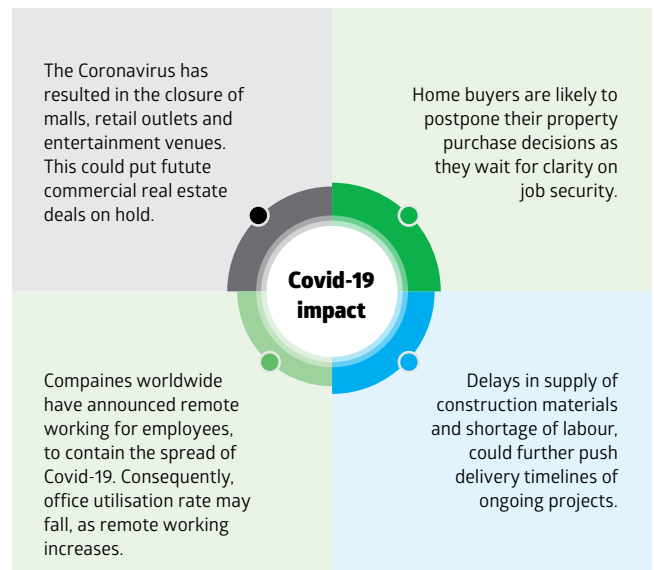 The Coronavirus has
resulted in the closure of
malls, retail outlets and
entertainment venues.
This could put futute
commercial real estate
deals on hold.
Home buyers are likely to
postpone their property
purchase decisions as
they wait for clarity on
job security.
Covid-19
impact
Compaines worldwide
have announced remote
working for employees,
to contain the spread of
Covid-19. Consequently,
office utilisation rate may
fall, as remote working
increases.
Delays in supply of
construction materials
and shortage of labour,
could further push
delivery timelines of
ongoing projects.